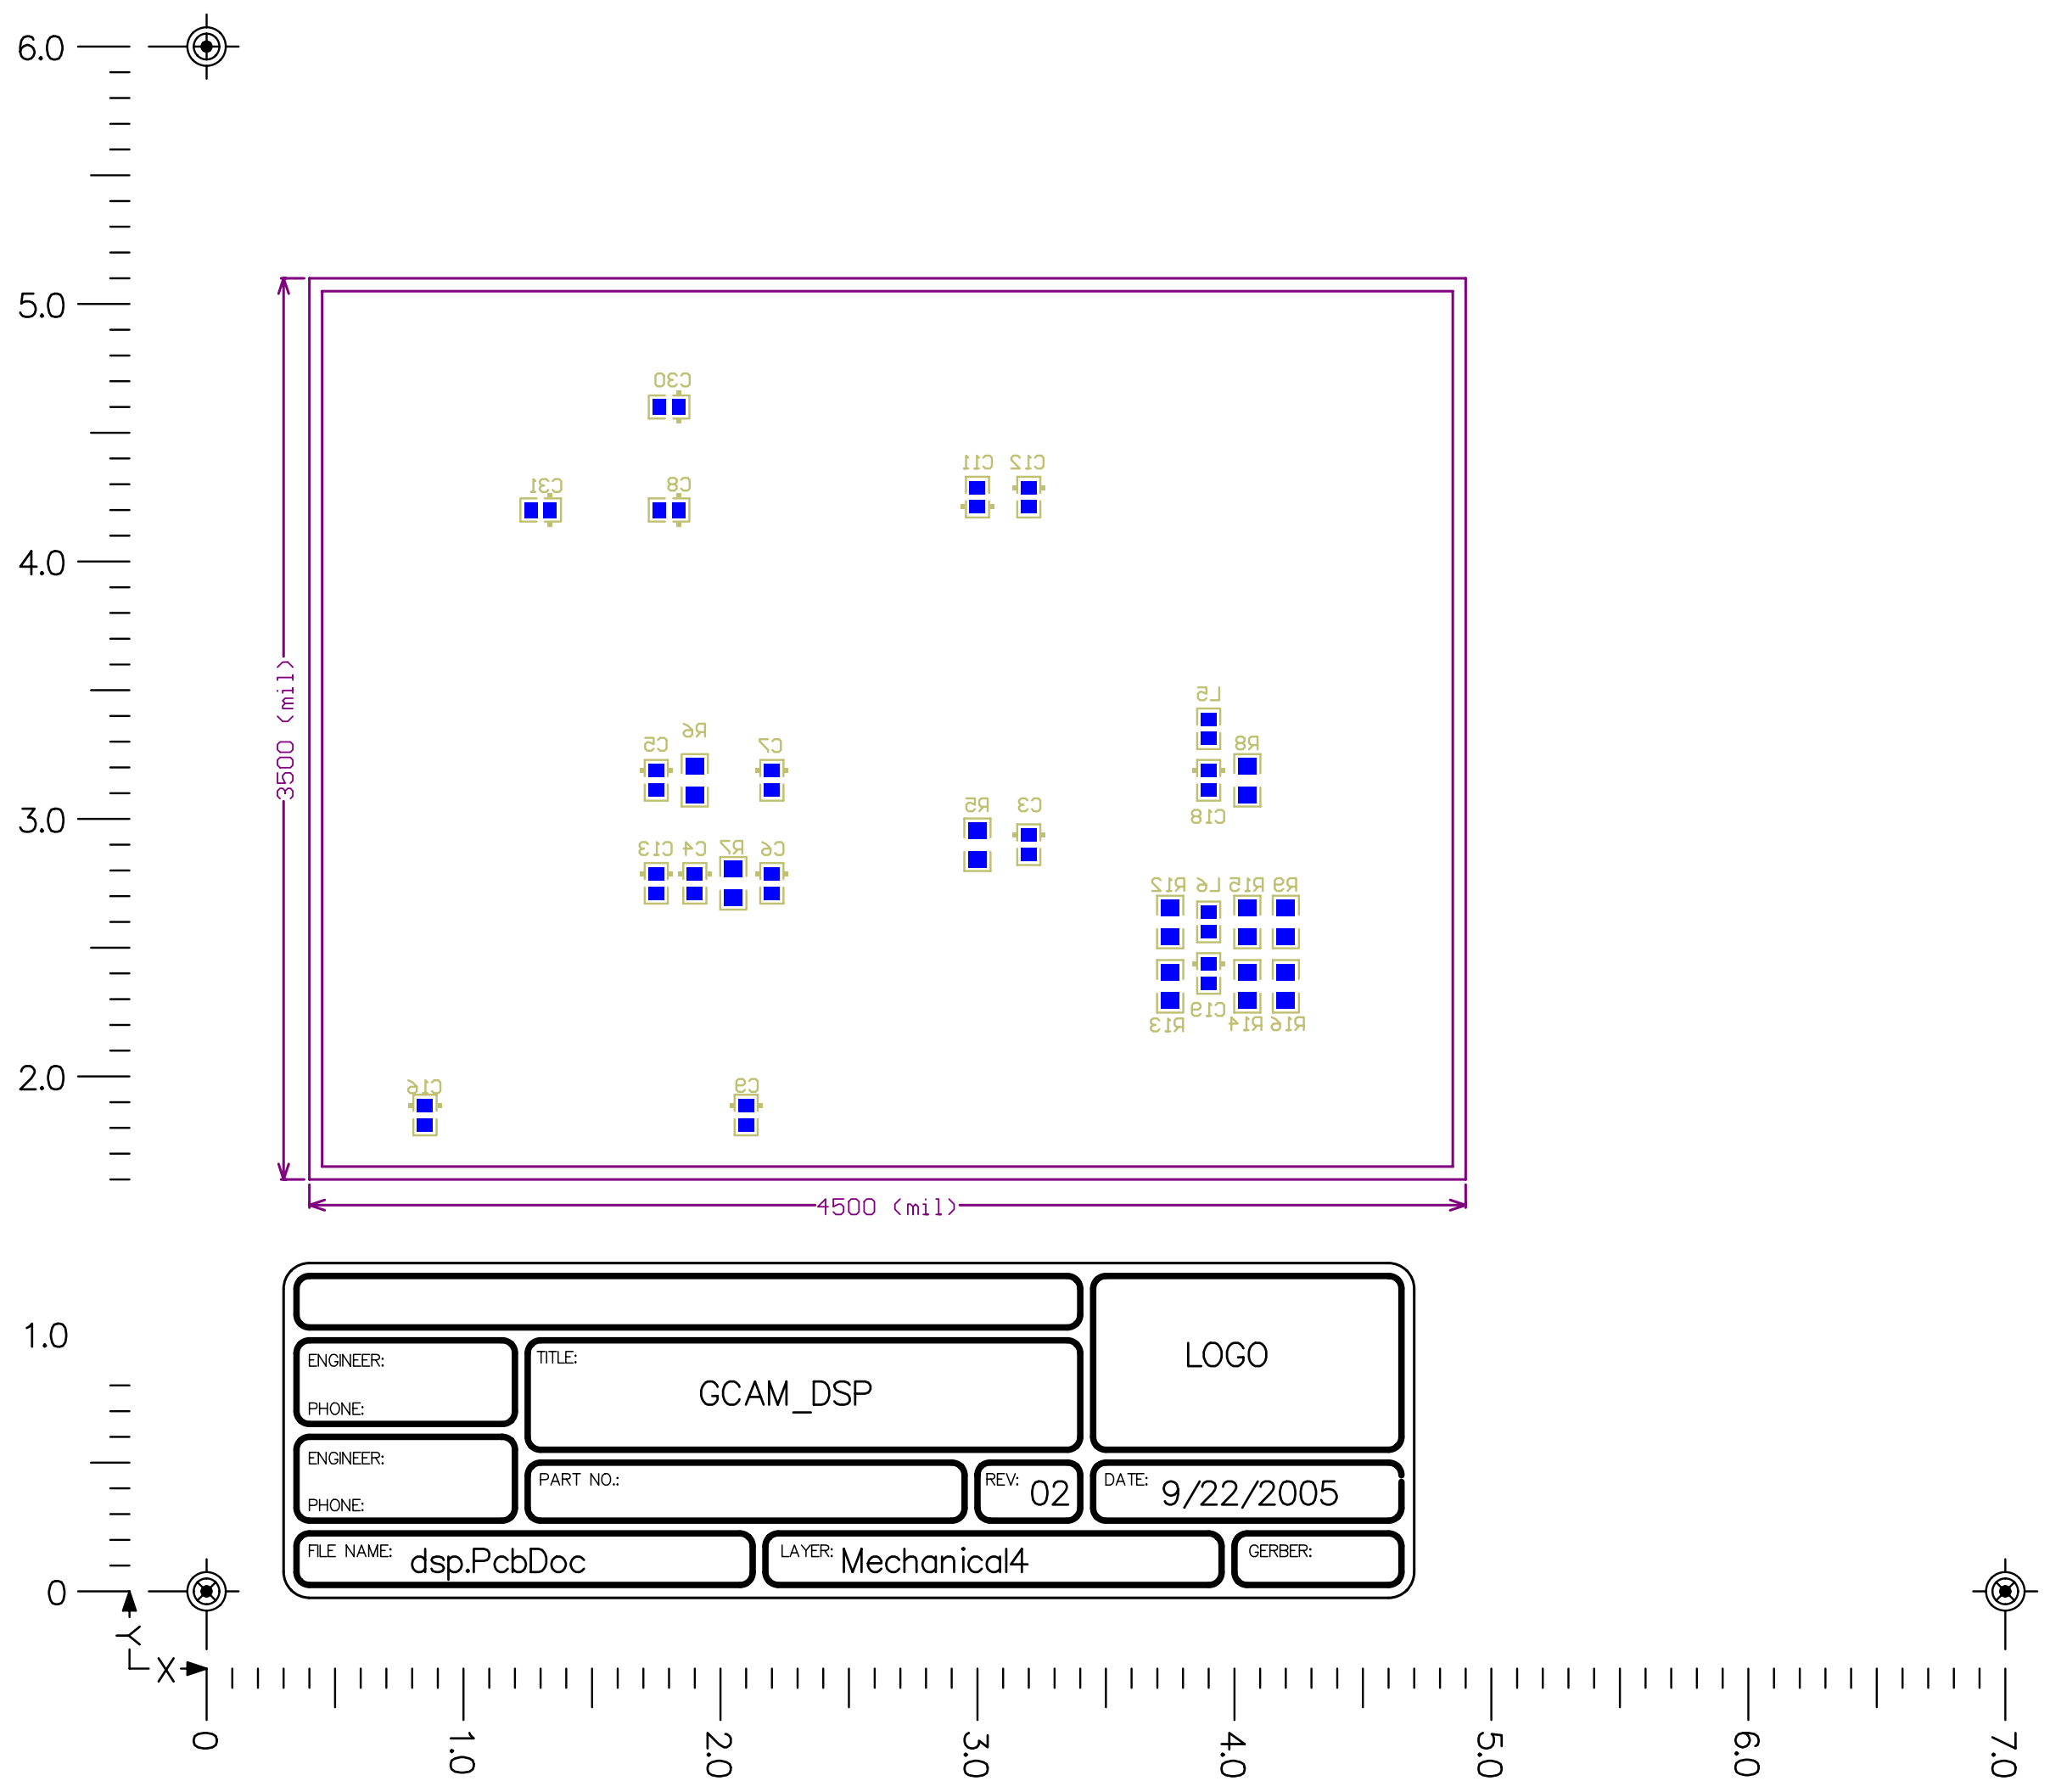 6.0
5.0
C30
C11 C12
C31 C8
4.0
3500 (mil)
L5
C5 R6 C7 R8
3.0
R5 C3
C18
C13 C4 R7 C6
R12 L6 R15 R9
R13 C19 R14 R16
2.0
C16 C9
4500 (mil)
1.0
LOGO
ENGINEER:
PHONE:
TITLE:
GCAM_DSP
ENGINEER:
PHONE:
PART NO.:
REV: 02
DATE: 9/22/2005
FILE NAME: dsp.PcbDoc
LAYER: Mechanical4
GERBER:
0
Y
X
0 1.0 2.0 3.0 4.0 5.0 6.0 7.0